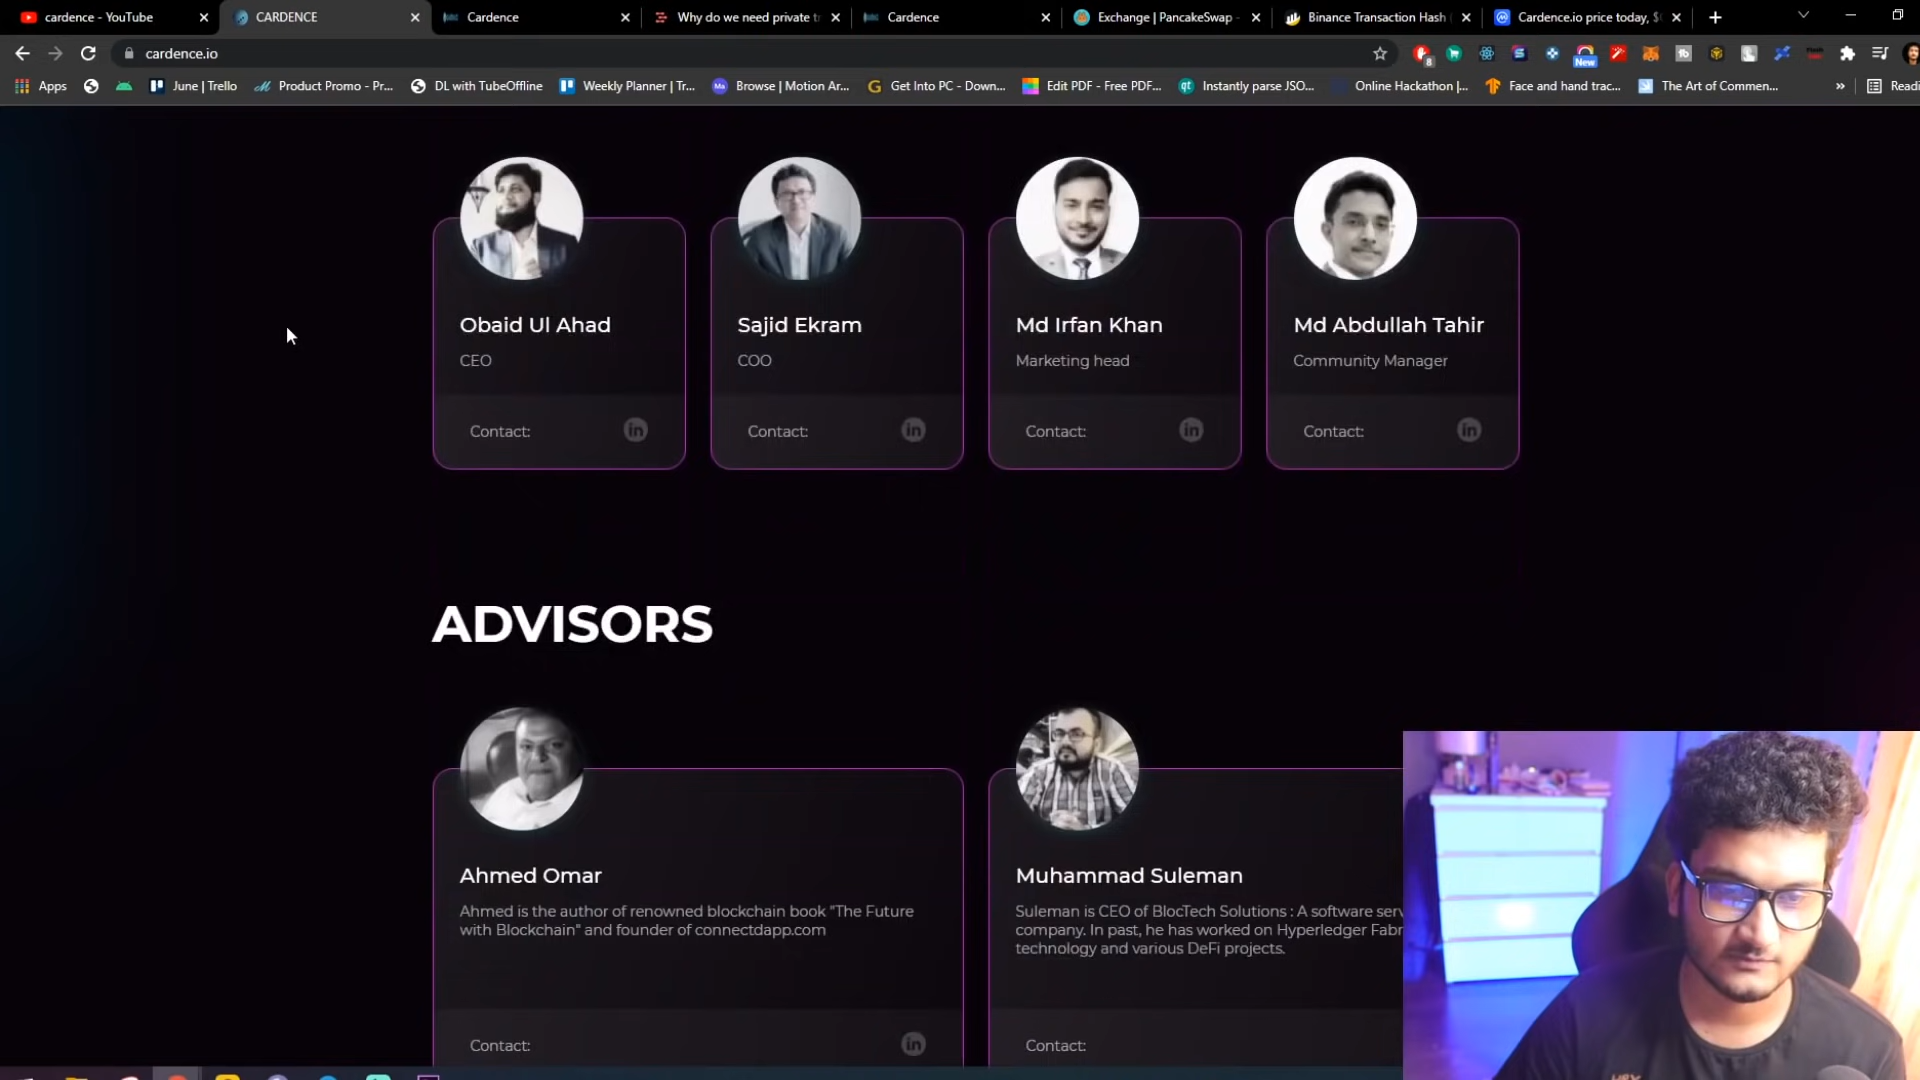 cardence - YouTube
CARDENCE
Cardence
Why do we need private t
Cardence
Exchange | PancakeSwap -
Binance Transaction Hash
Cardence.io price today, $
cardence.io
8
New
Apps
June | Trello
Product Promo - Pr...
DL with TubeOffline
Weekly Planner | Tr...
Browse | Motion Ar...
Get Into PC - Down...
Edit PDF - Free PDF...
Instantly parse JSO...
Online Hackathon |...
Face and hand trac...
The Art of Commen...
»
Readi
Obaid Ul Ahad
CEO
Contact:
Sajid Ekram
COO
Contact:
Md Irfan Khan
Marketing head
Contact:
Md Abdullah Tahir
Community Manager
Contact:
ADVISORS
Ahmed Omar
Ahmed is the author of renowned blockchain book "The Future
with Blockchain" and founder of connectdapp.com
Contact:
Muhammad Suleman
Suleman is CEO of BlocTech Solutions : A software serv
company. In past, he has worked on Hyperledger Fabr
technology and various DeFi projects.
Contact: